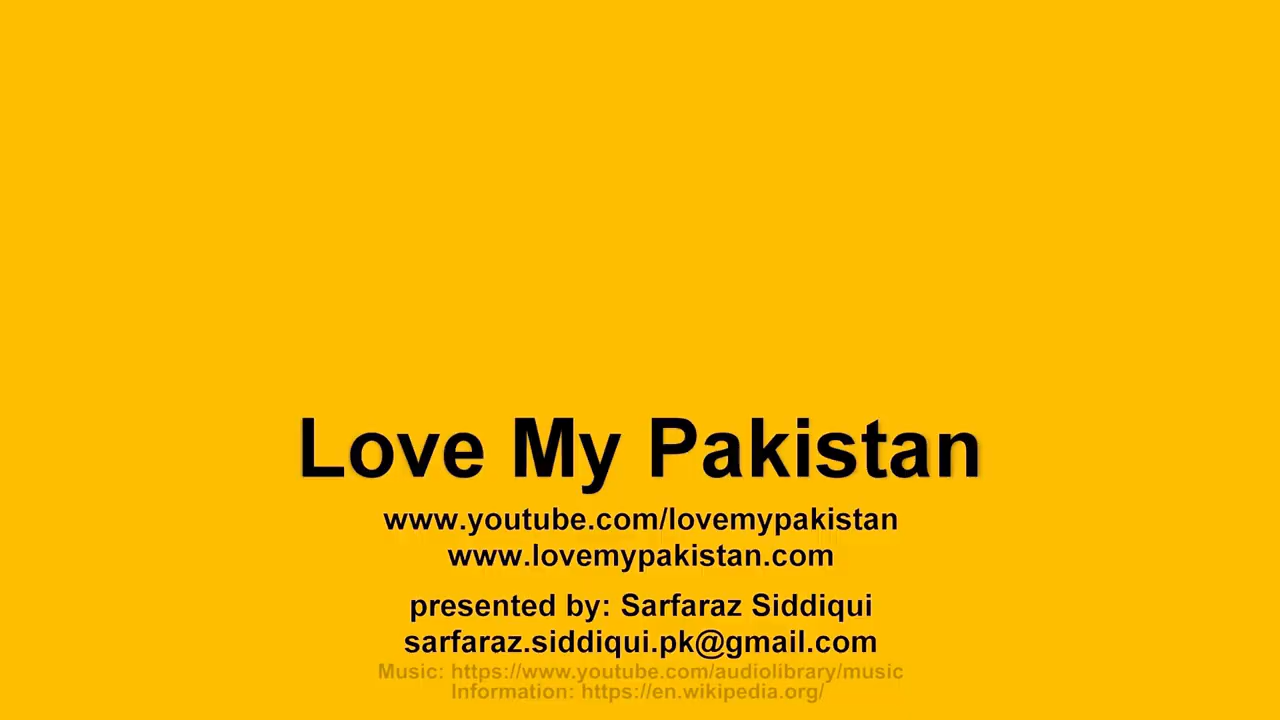 Love My Pakistan
www.youtube.com/lovemypakistan
www.lovemypakistan.com
presented by: Sarfaraz Siddiqui
sarfaraz.siddiqui.pk@gmail.com
Music: https://www.youtube.com/audiolibrary/music
Information: https://en.wikipedia.org/